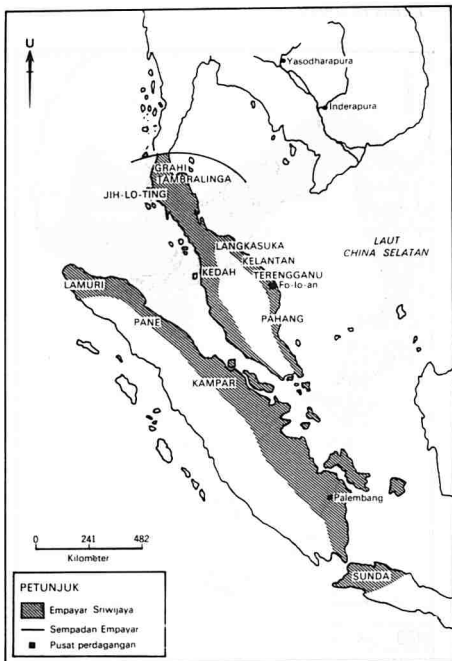 U
Yasodharapura
Inderapura
GRAHI
TAMBRALINGA
JIH-LO-TING
LANGKASUKA
KELANTAN
LAUT
CHINA SELATAN
KEDAH
TERENGGANU
Fo-lo-an
LAMURI
PANE
PAHANG
KAMPAR
Palembang
0 241 482
Kilometer
SUNDA
PETUNJUK
Empayar Sriwijaya
Sempadan Empayar
Pusat perdagangan